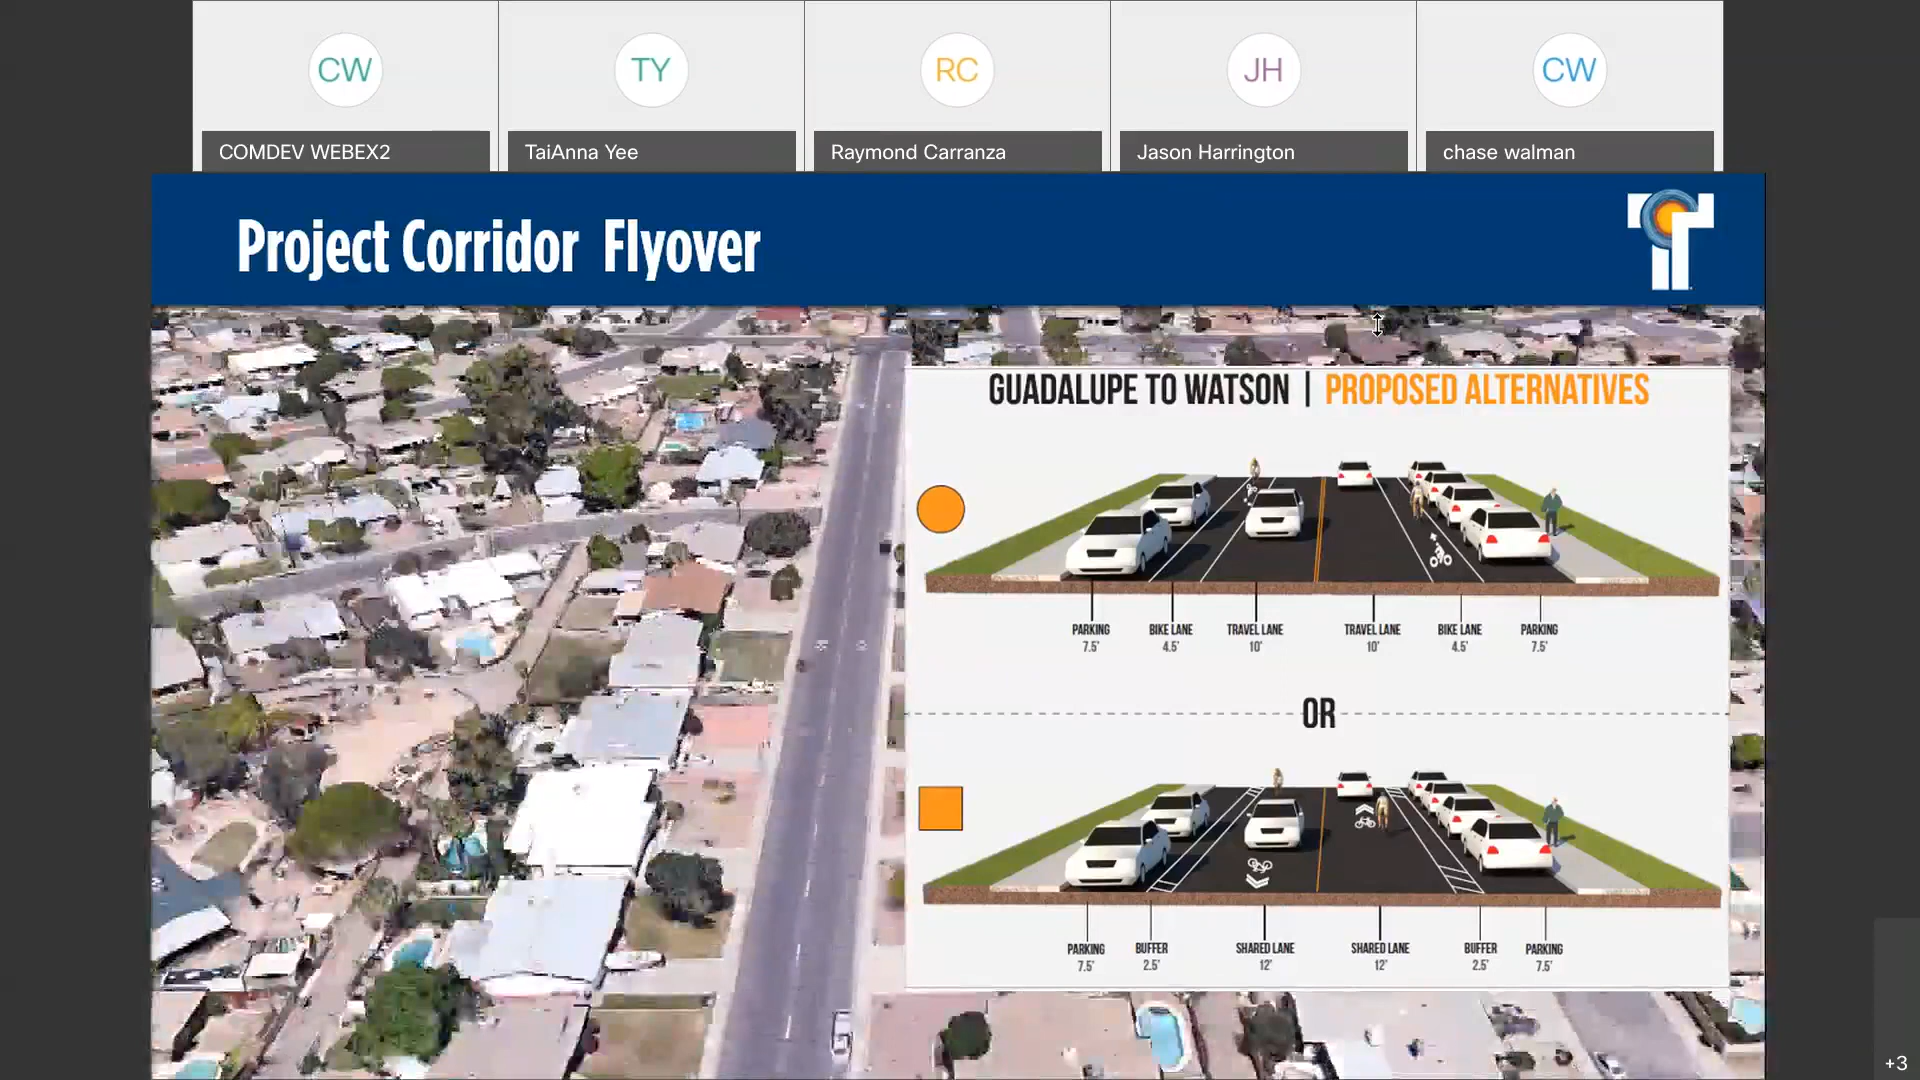 CW
TY
RC
JH
CW
COMDEV WEBEX2
TaiAnna Yee
Raymond Carranza
Jason Harrington
chase walman
Project Corridor Flyover
T
GUADALUPE TO WATSON | PROPOSED ALTERNATIVES
PARKING BIKE LANE TRAVEL LANE TRAVEL LANE BIKE LANE PARKING
7.5' 4.5' 10' 10' 4.5' 7.5'
OR
PARKING BUFFER SHARED LANE SHARED LANE BUFFER PARKING
7.5' 2.5' 12' 12' 2.5' 7.5'
+3